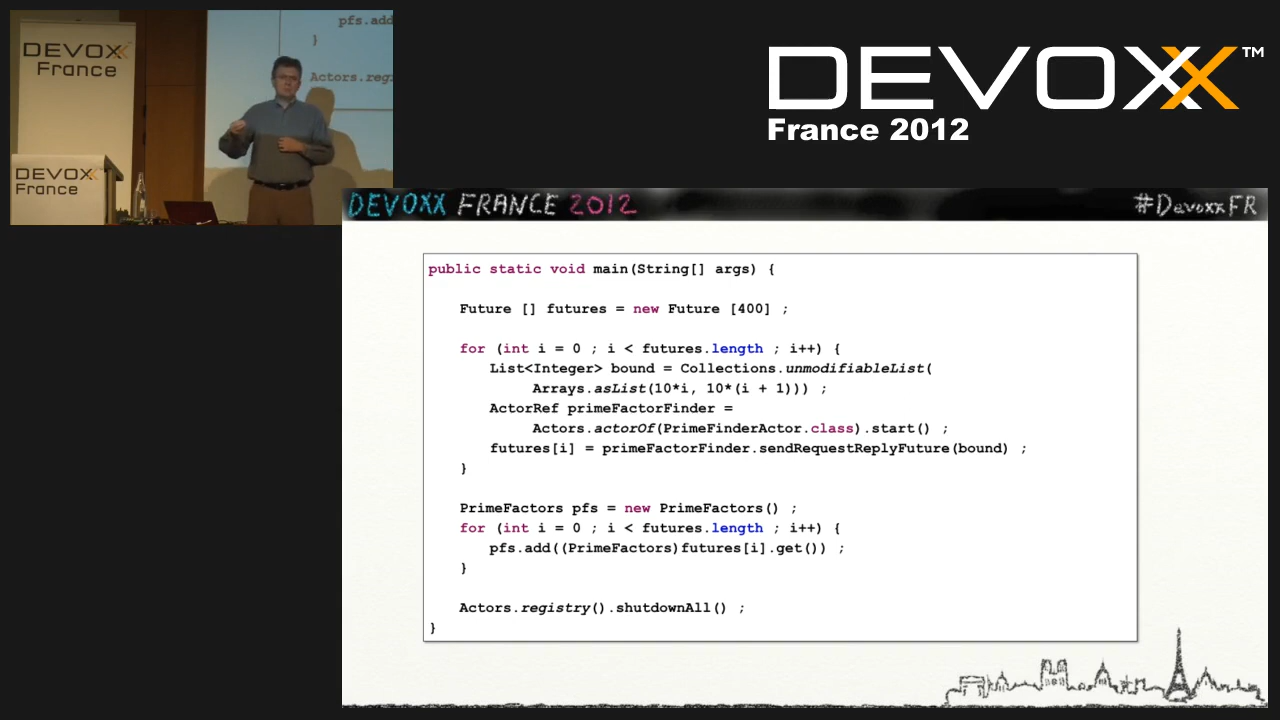 DEVOXX
France
pfs.add
}
Actors.regi
DEVOXX
France
DEVOXX™
France 2012
DEVOXX FRANCE 2012
#DevoxxFR
public static void main(String[] args) {
Future [] futures = new Future [400] ;
for (int i = 0 ; i < futures.length ; i++) {
List<Integer> bound = Collections.unmodifiableList(
Arrays.asList(10*i, 10*(i + 1))) ;
ActorRef primeFactorFinder =
Actors.actorOf(PrimeFinderActor.class).start() ;
futures[i] = primeFactorFinder.sendRequestReplyFuture(bound) ;
}
PrimeFactors pfs = new PrimeFactors() ;
for (int i = 0 ; i < futures.length ; i++) {
pfs.add((PrimeFactors)futures[i].get()) ;
}
Actors.registry().shutdownAll() ;
}